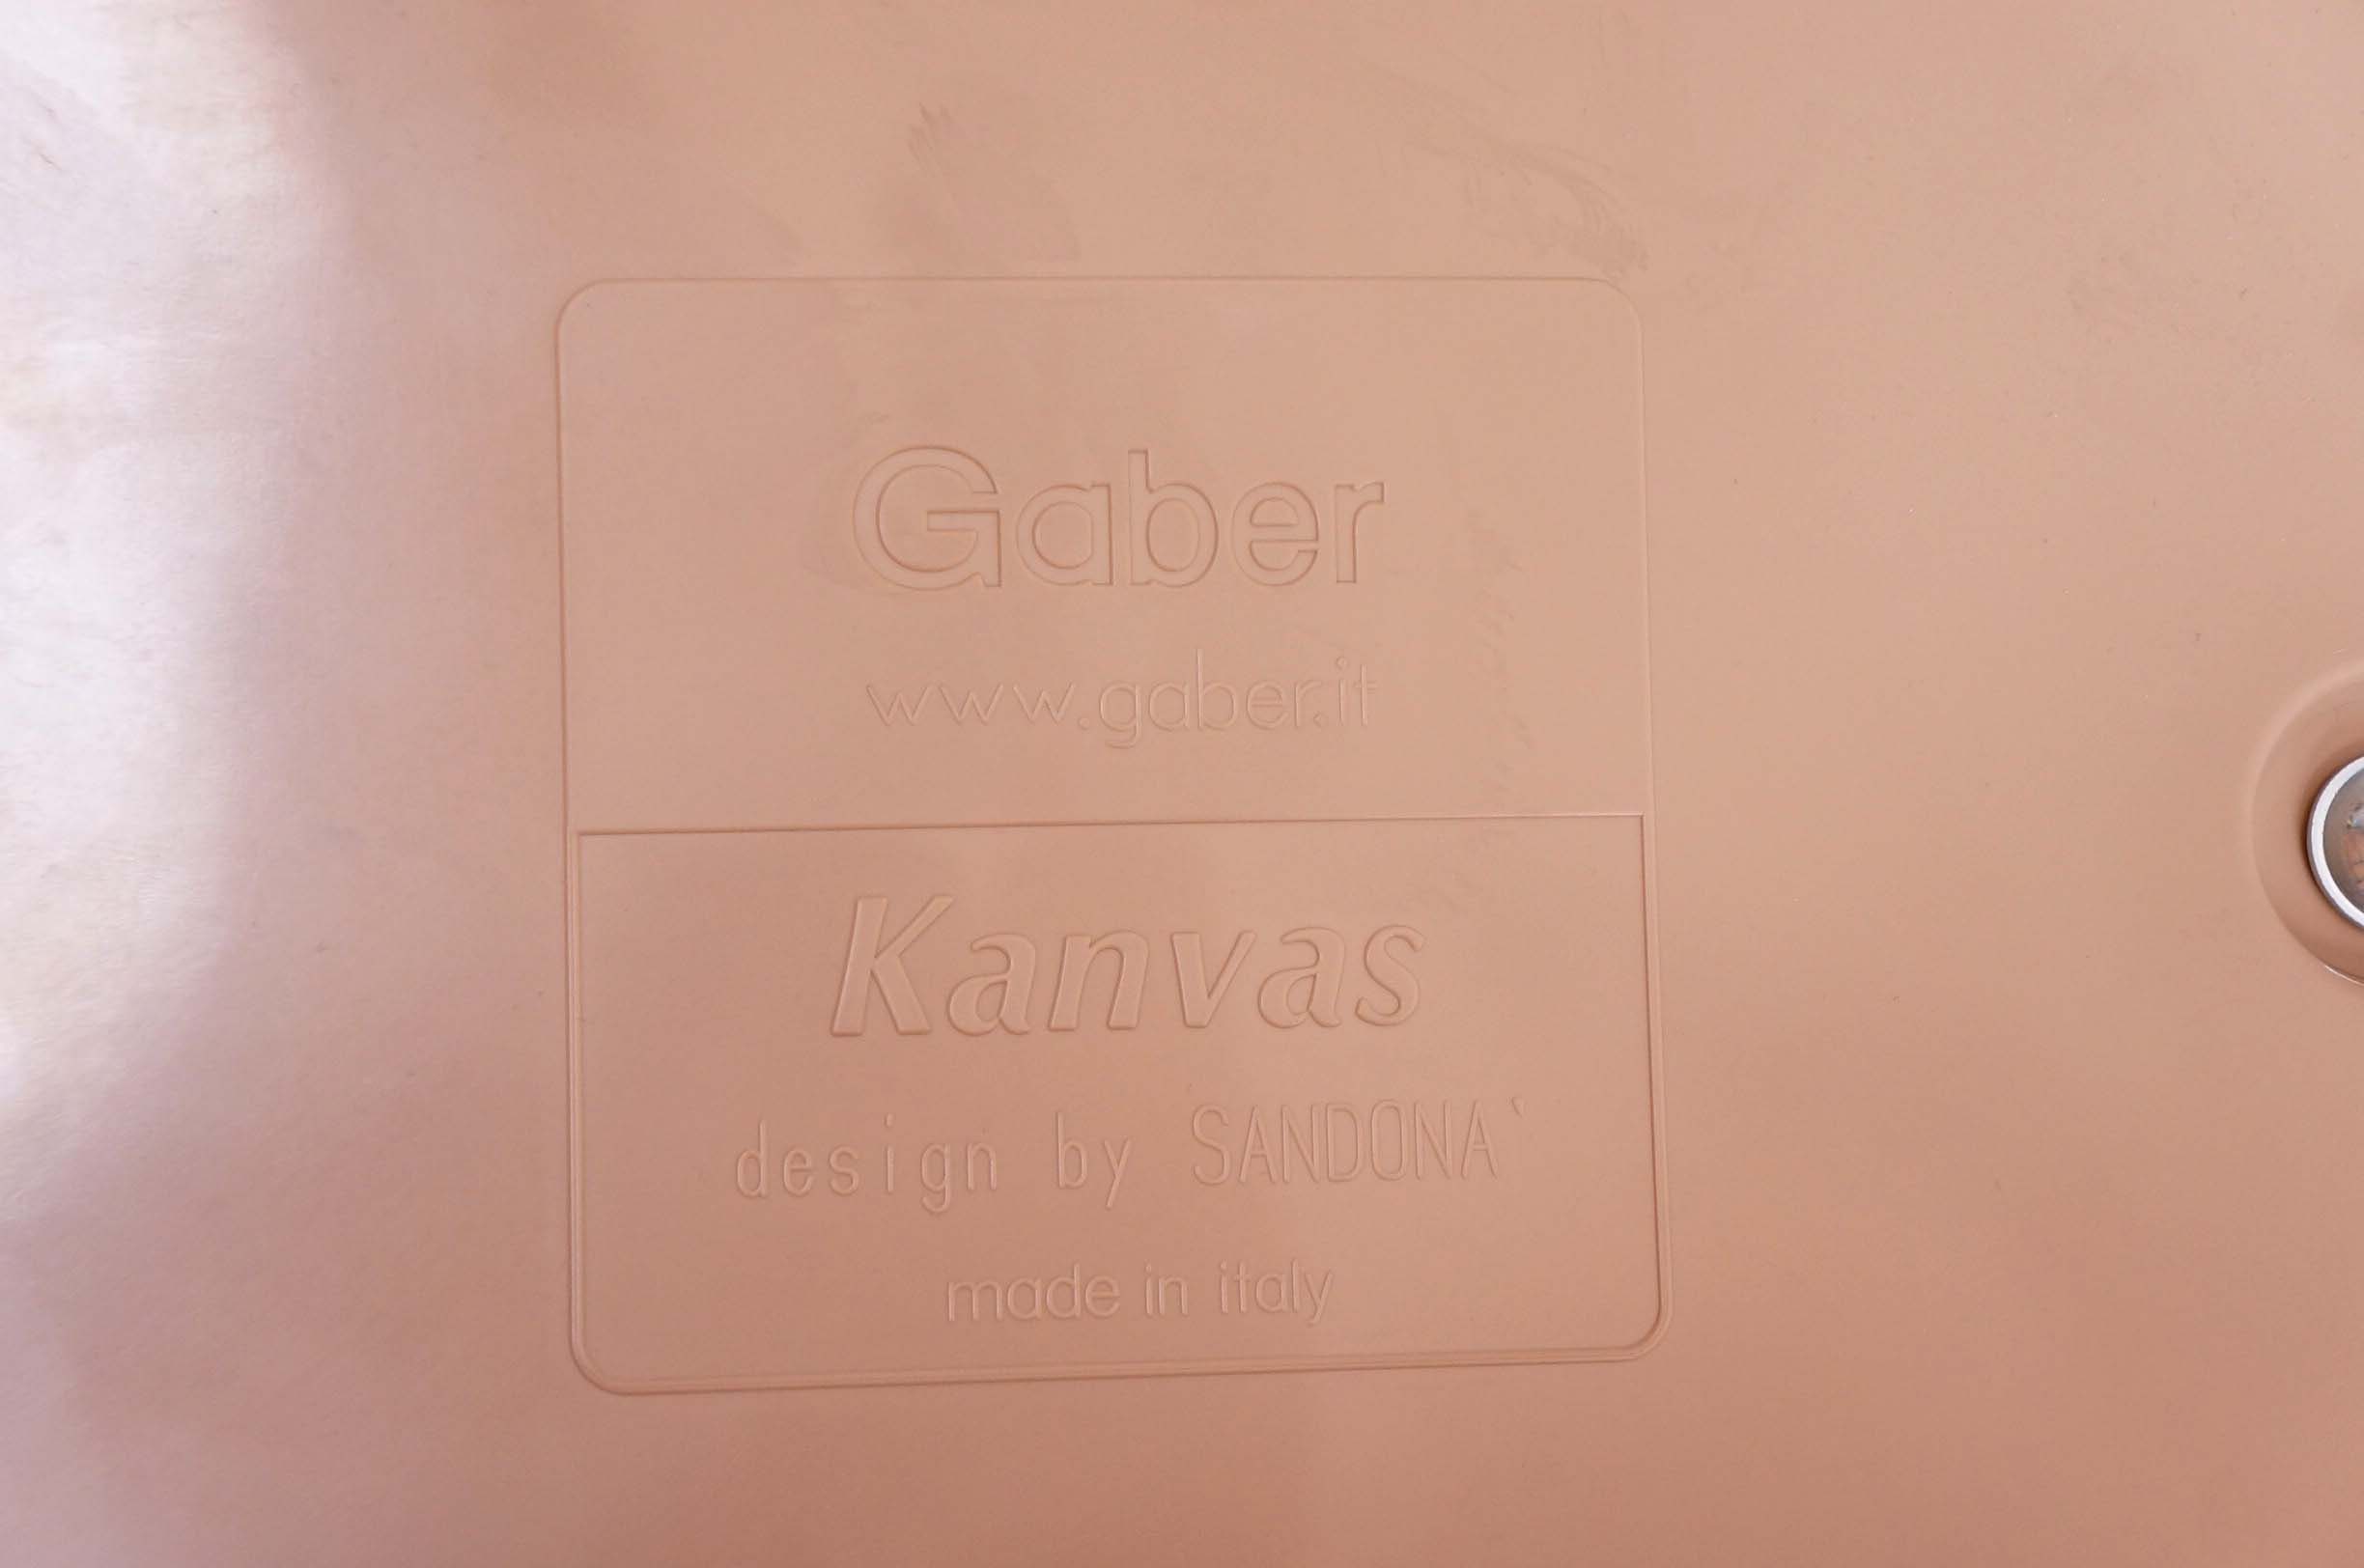 Gaber
www.gaber.it
Kanvas
design by SANDONA`
made in italy